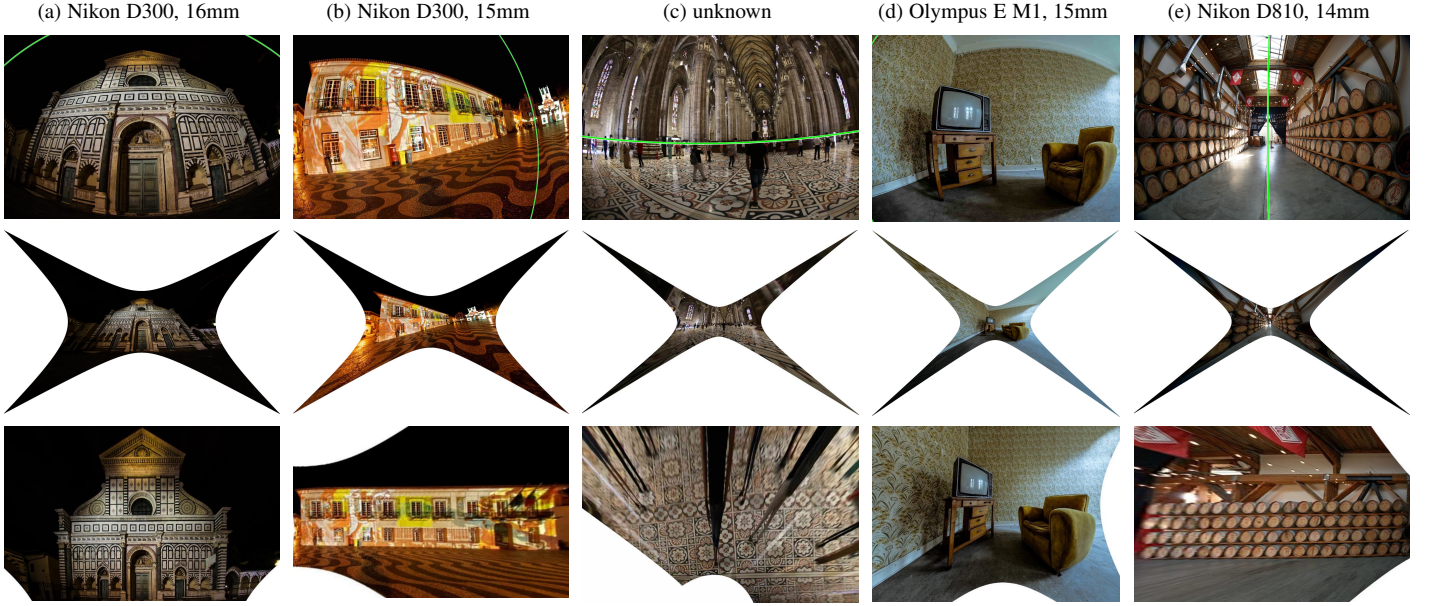 (a) Nikon D300, 16mm
(b) Nikon D300, 15mm
(c) unknown
(d) Olympus E M1, 15mm
(e) Nikon D810, 14mm